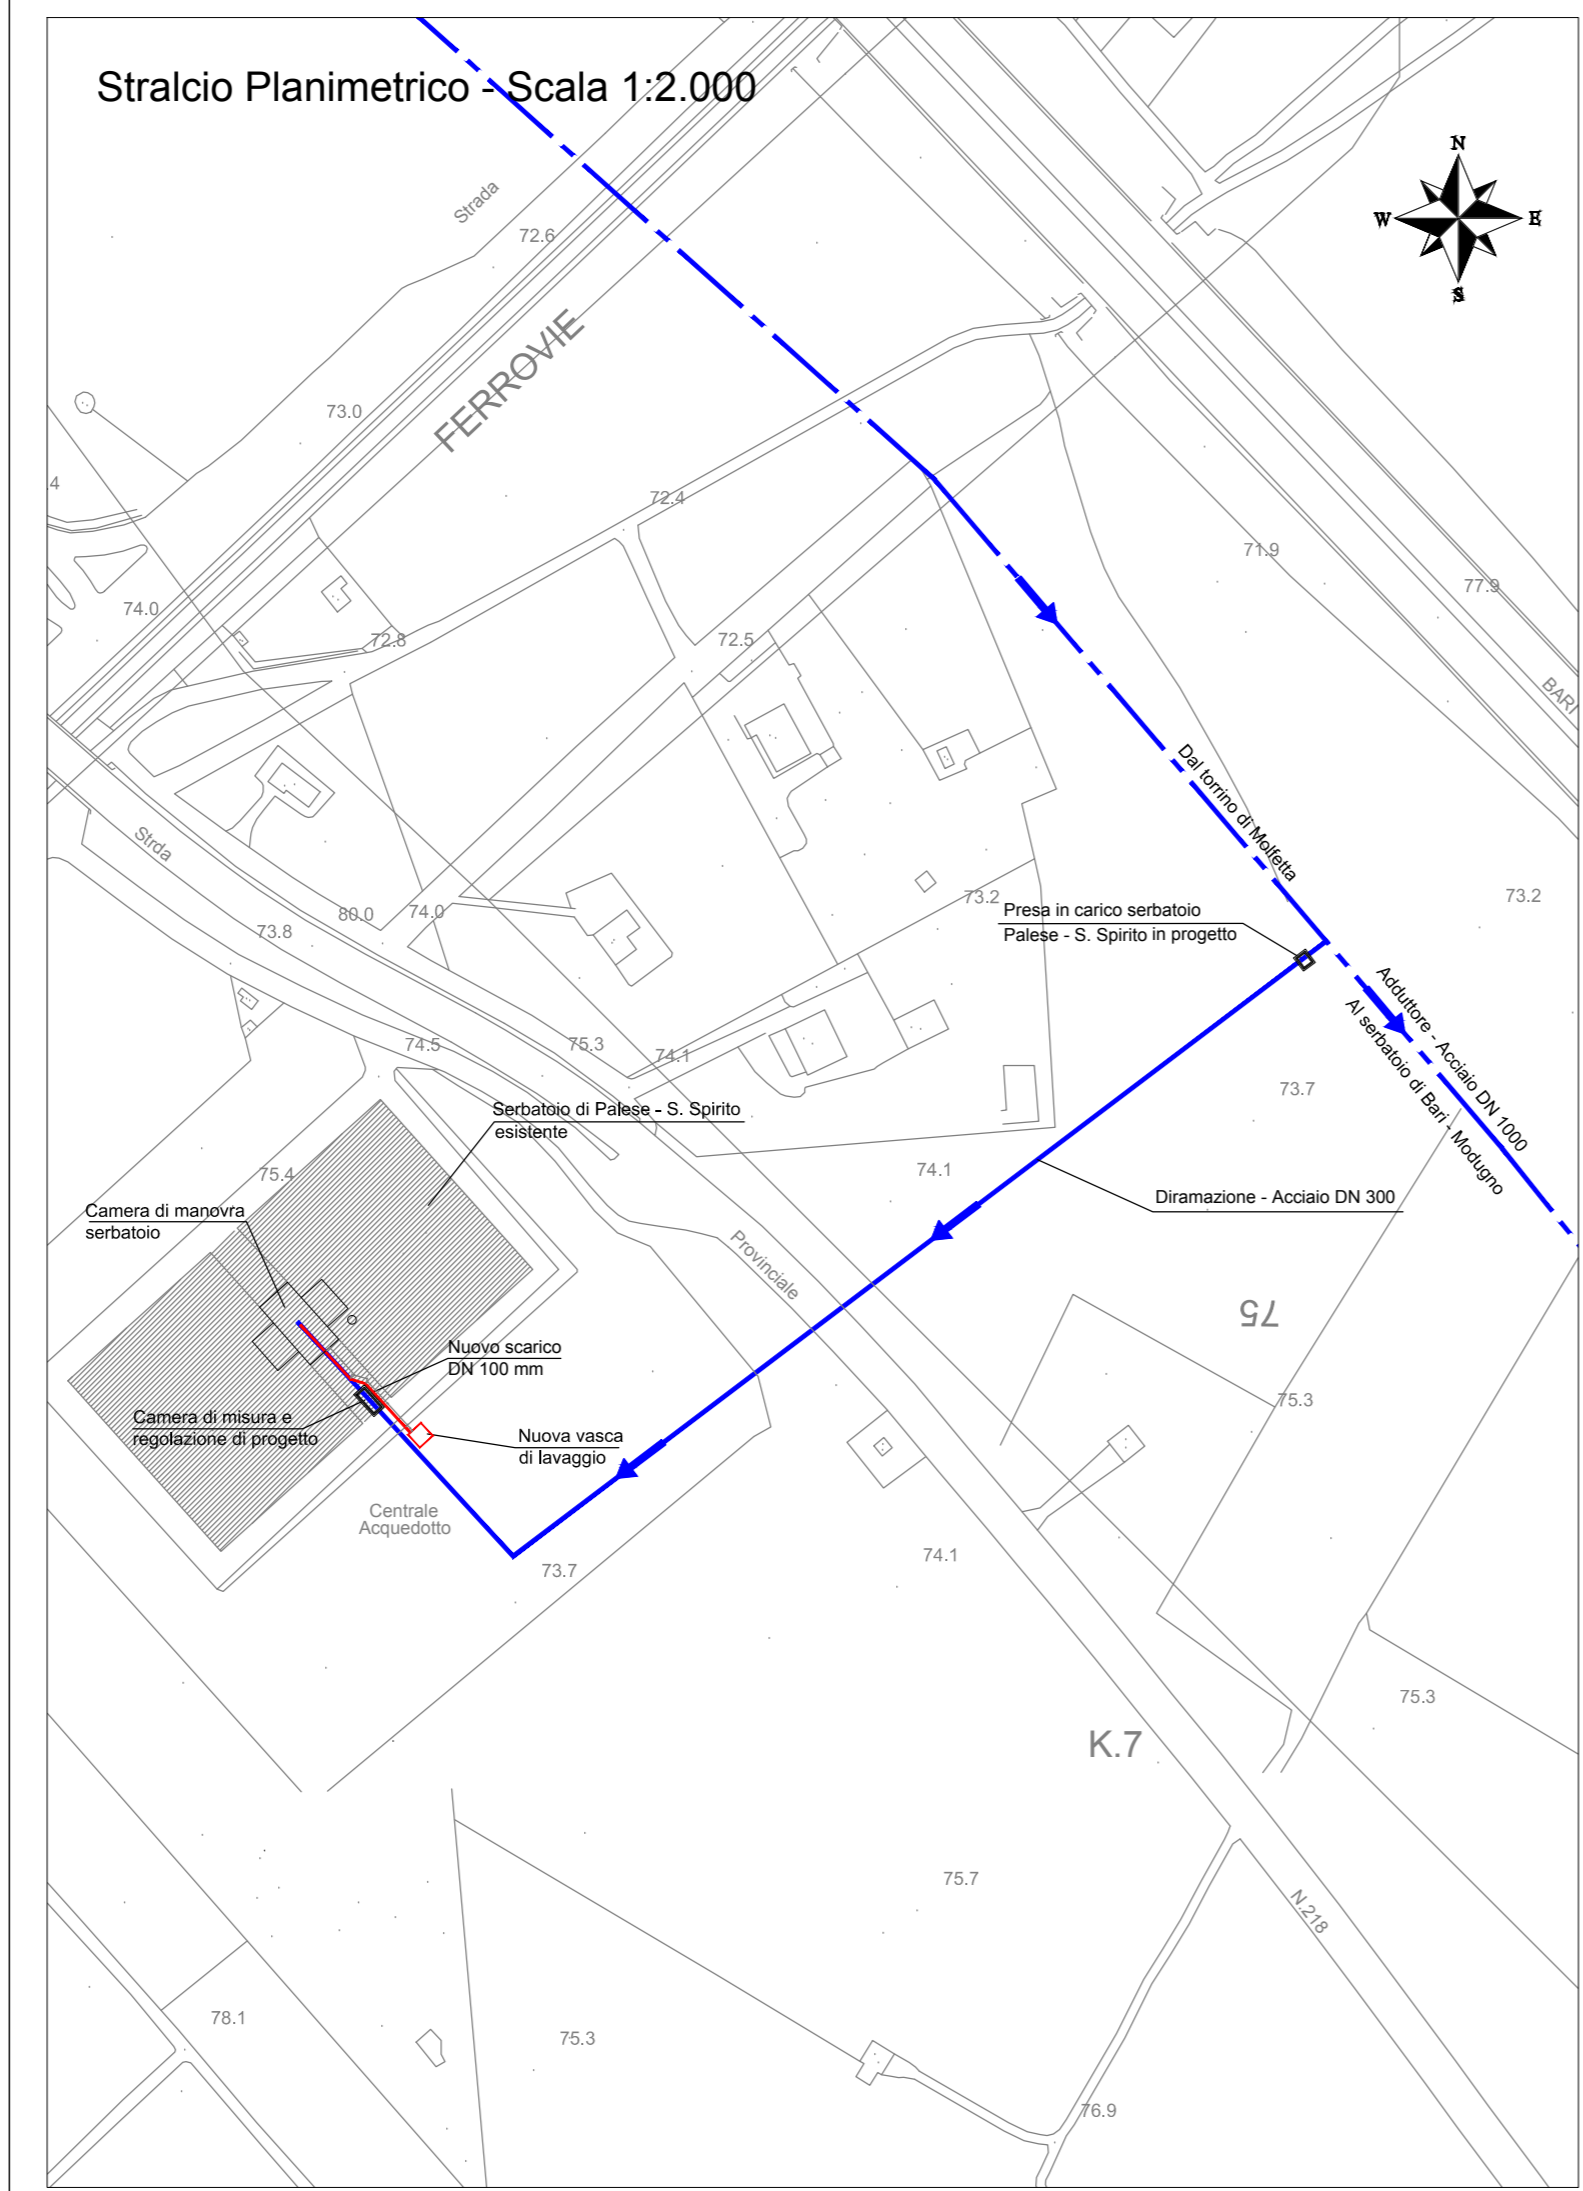 Stralcio Planimetrico - Scala 1:2.000
N
W
E
S
Strada
72.6
FERROVIE
73.0
4
72.4
71.9
77.9
74.0
72.8
72.5
BARI
Dal torrino di Molfetta
Strda
80.0
74.0
73.8
73.2
73.2
Presa in carico serbatoio
Palese - S. Spirito in progetto
Adduttore - Acciaio DN 1000
Al serbatoio di Bari - Modugno
74.5
75.3
74.1
73.7
Serbatoio di Palese - S. Spirito
esistente
75.4
74.1
Diramazione - Acciaio DN 300
Camera di manovra
serbatoio
Provinciale
75
Nuovo scarico
DN 100 mm
75.3
Camera di misura e
regolazione di progetto
Nuova vasca
di lavaggio
Centrale
Acquedotto
73.7
74.1
75.3
K.7
75.7
N.218
78.1
75.3
76.9